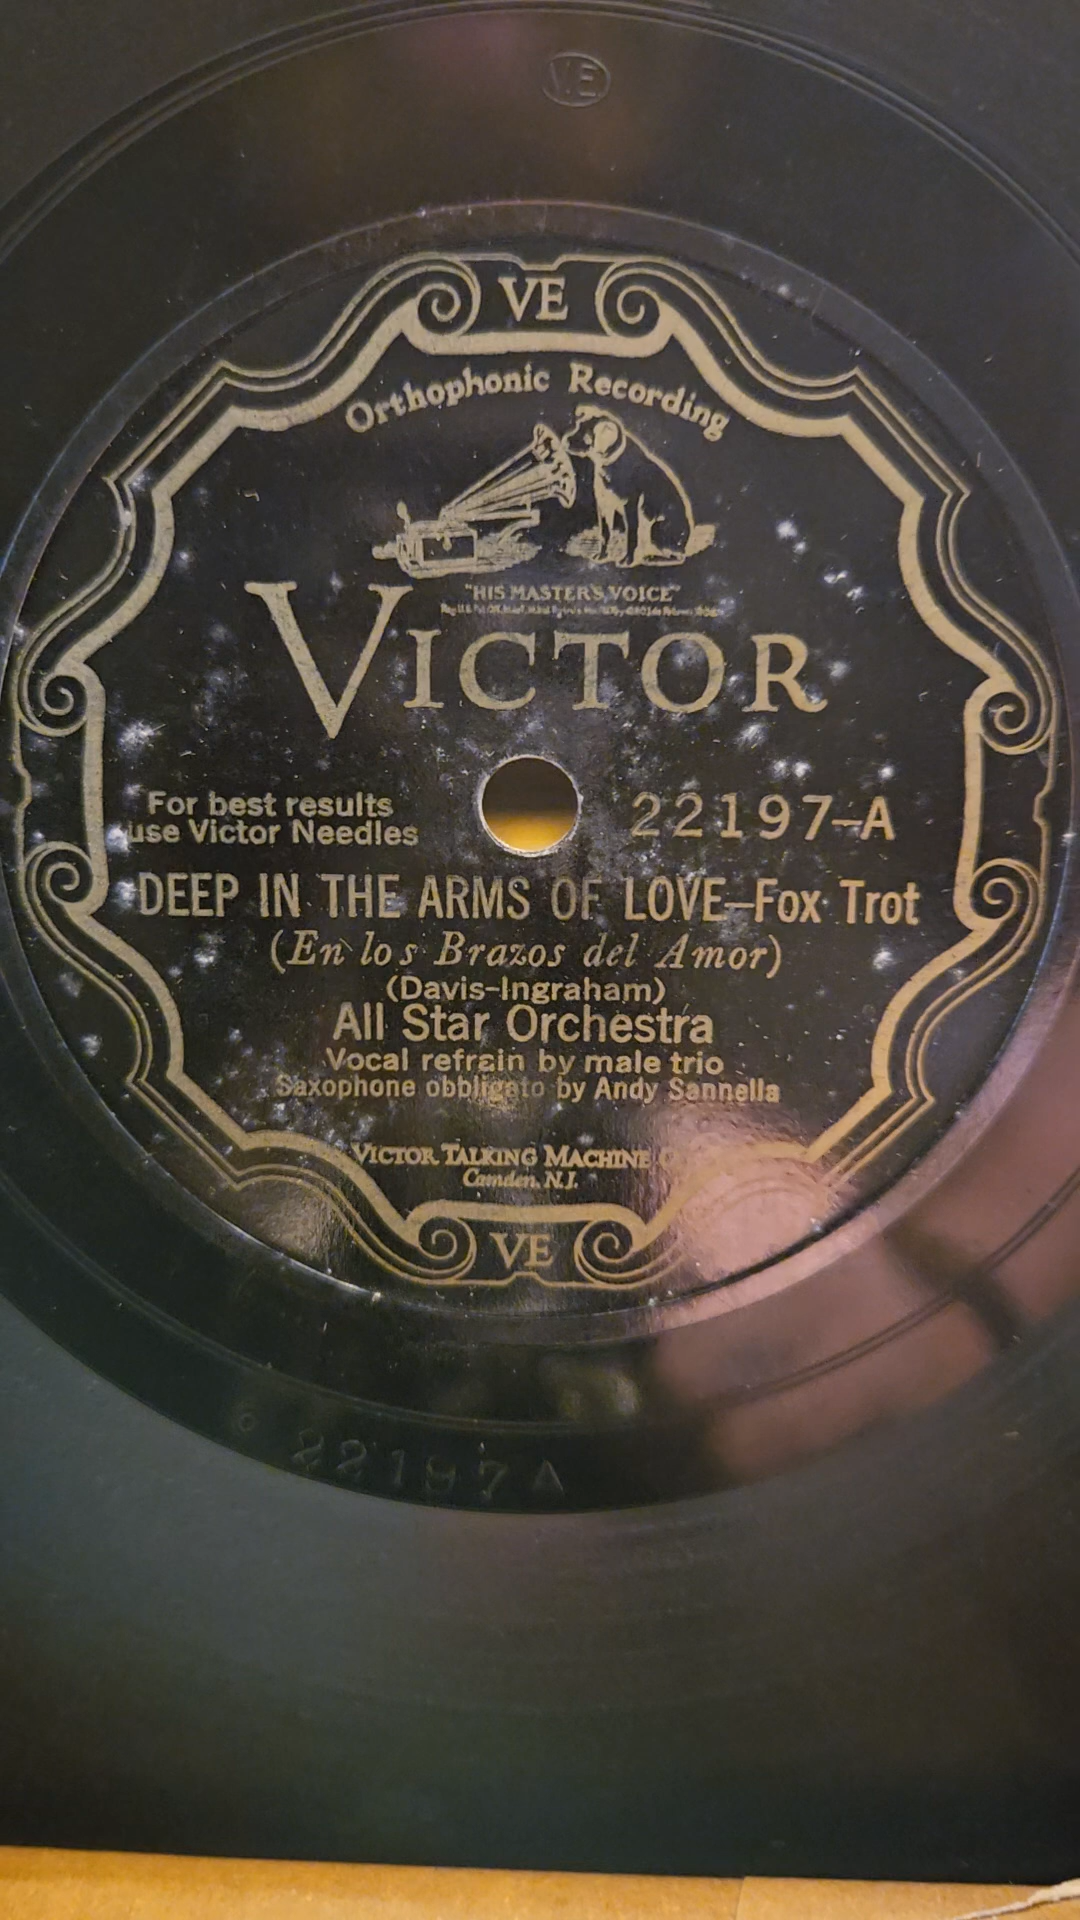 VE
VE
Orthophonic Recording
"HIS MASTER'S VOICE"
VICTOR
For best results
use Victor Needles
22197-A
DEEP IN THE ARMS OF LOVE-Fox Trot
(En los Brazos del Amor)
(Davis-Ingraham)
All Star Orchestra
Vocal refrain by male trio
Saxophone obbligato by Andy Sannella
VICTOR TALKING MACHINE
Camden, N.J.
VE
22197A